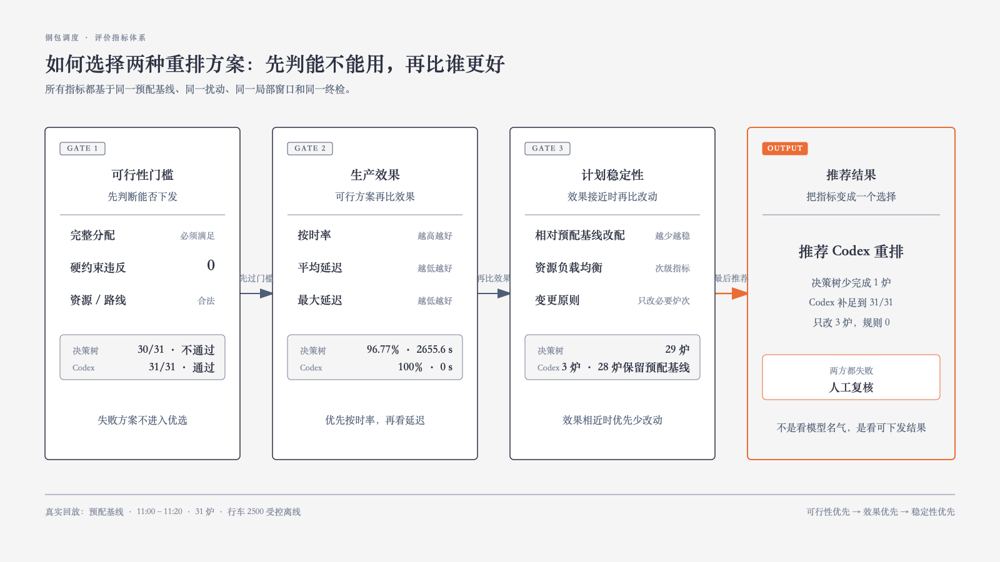 钢包调度 · 评价指标体系
如何选择两种重排方案：先判能不能用，再比谁更好
所有指标都基于同一预配基线、同一扰动、同一局部窗口和同一终检。
GATE 1
可行性门槛
先判断能否下发
完整分配 必须满足
硬约束违反 0
资源 / 路线 合法
决策树 30/31 · 不通过
Codex 31/31 · 通过
失败方案不进入优选
先过门槛
GATE 2
生产效果
可行方案再比效果
按时率 越高越好
平均延迟 越低越好
最大延迟 越低越好
决策树 96.77% · 2655.6 s
Codex 100% · 0 s
优先按时率，再看延迟
再比效果
GATE 3
计划稳定性
效果接近时再比改动
相对预配基线改配 越少越稳
资源负载均衡 次级指标
变更原则 只改必要炉次
决策树 29 炉
Codex 3 炉 · 28 炉保留预配基线
效果相近时优先少改动
最后推荐
OUTPUT
推荐结果
把指标变成一个选择
推荐 Codex 重排
决策树少完成 1 炉
Codex 补足到 31/31
只改 3 炉，规则 0
两方都失败
人工复核
不是看模型名气，是看可下发结果
真实回放：预配基线 · 11:00 – 11:20 · 31 炉 · 行车 2500 受控离线
可行性优先 → 效果优先 → 稳定性优先